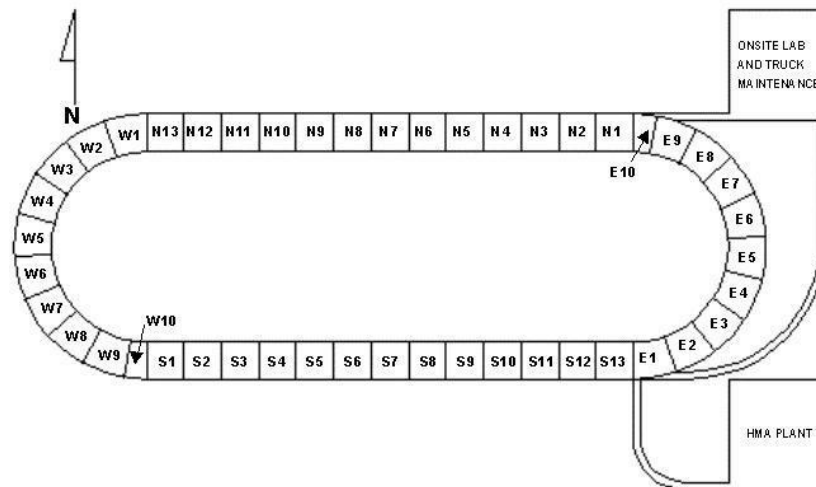 ONSITE LAB
AND TRUCK
MAINTENANCE
N
W1 N13 N12 N11 N10 N9 N8 N7 N6 N5 N4 N3 N2 N1 E9
W2 E8
W3 E10 E7
W4 E6
W5 E5
W6 E4
W7 W10 E3
W8 E2
W9 S1 S2 S3 S4 S5 S6 S7 S8 S9 S10 S11 S12 S13 E1
HMA PLANT